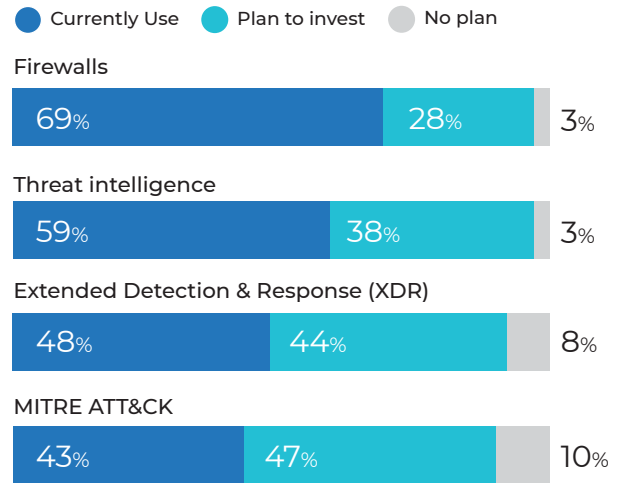 Currently Use Plan to invest No plan
Firewalls
69% 28% 3%
Threat intelligence
59% 38% 3%
Extended Detection & Response (XDR)
48% 44% 8%
MITRE ATT&CK
43% 47% 10%